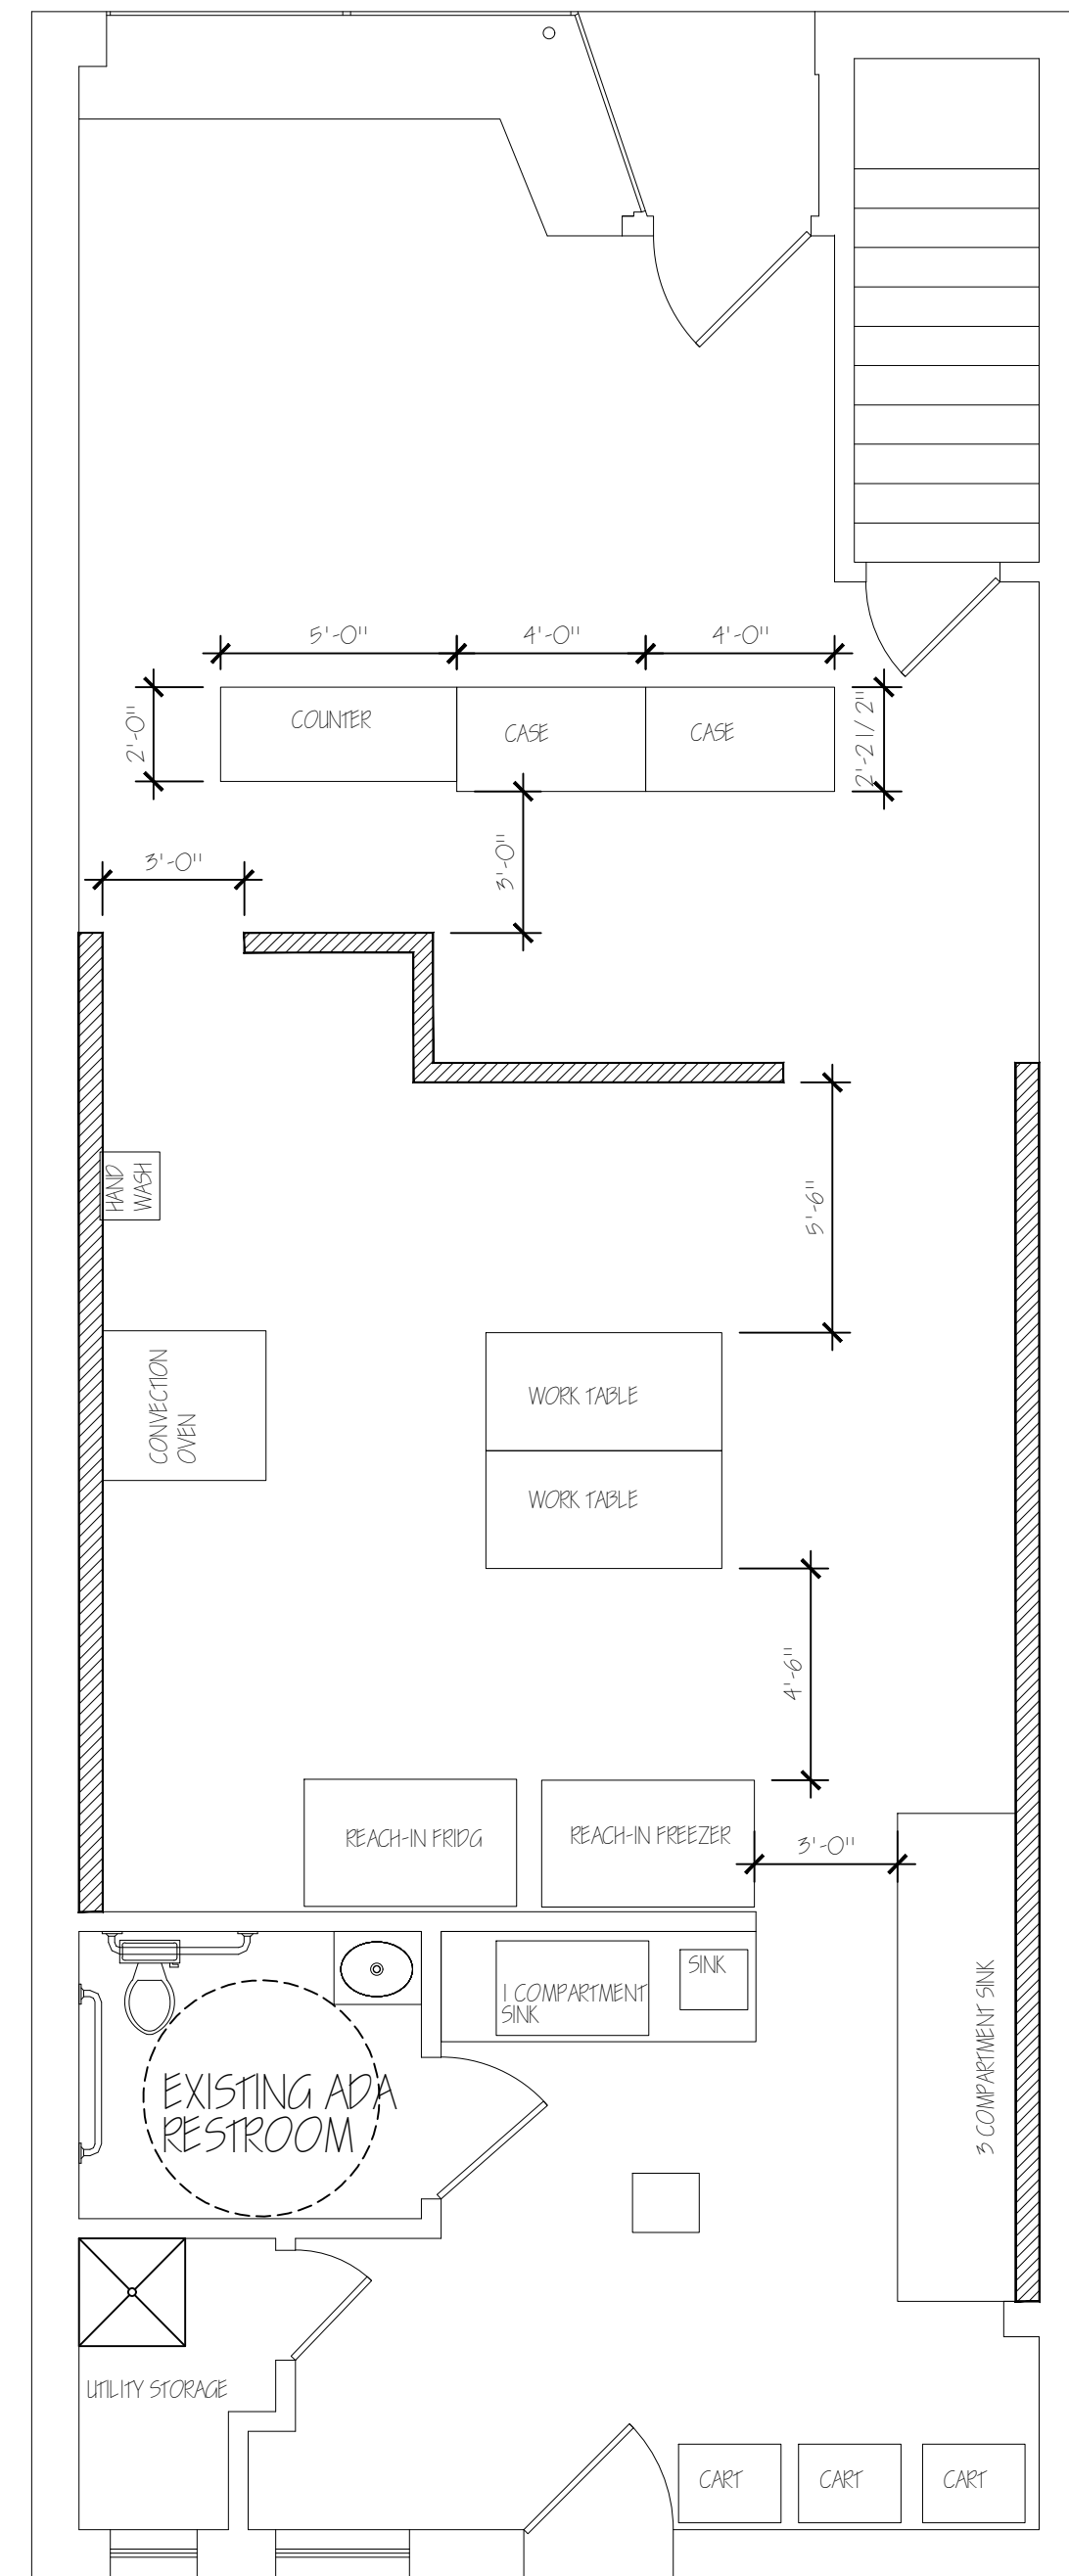 5'-0"
4'-0"
4'-0"
2'-0"
COUNTER
CASE
CASE
2'-2 1/2"
3'-0"
3'-0"
HAND
WASH
5'-6"
CONVECTION
OVEN
WORK TABLE
WORK TABLE
4'-6"
REACH-IN FRIDG
REACH-IN FREEZER
3'-0"
1 COMPARTMENT
SINK
SINK
3 COMPARTMENT SINK
EXISTING ADA
RESTROOM
UTILITY STORAGE
CART
CART
CART